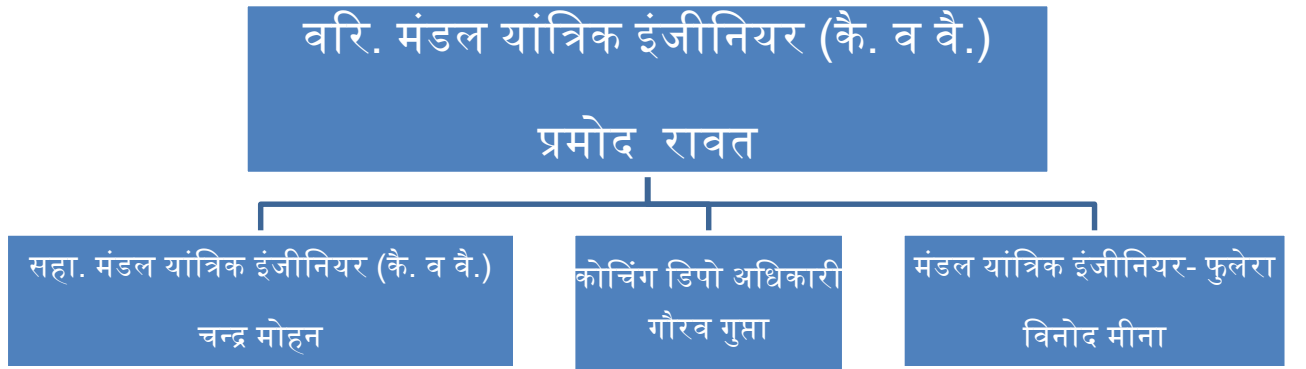 वरि. मंडल यांत्रिक इंजीनियर (कै. व वै.)
प्रमोद रावत
सहा. मंडल यांत्रिक इंजीनियर (कै. व वै.)
चन्द्र मोहन
कोचिंग डिपो अधिकारी
गौरव गुप्ता
मंडल यांत्रिक इंजीनियर- फुलेरा
विनोद मीना